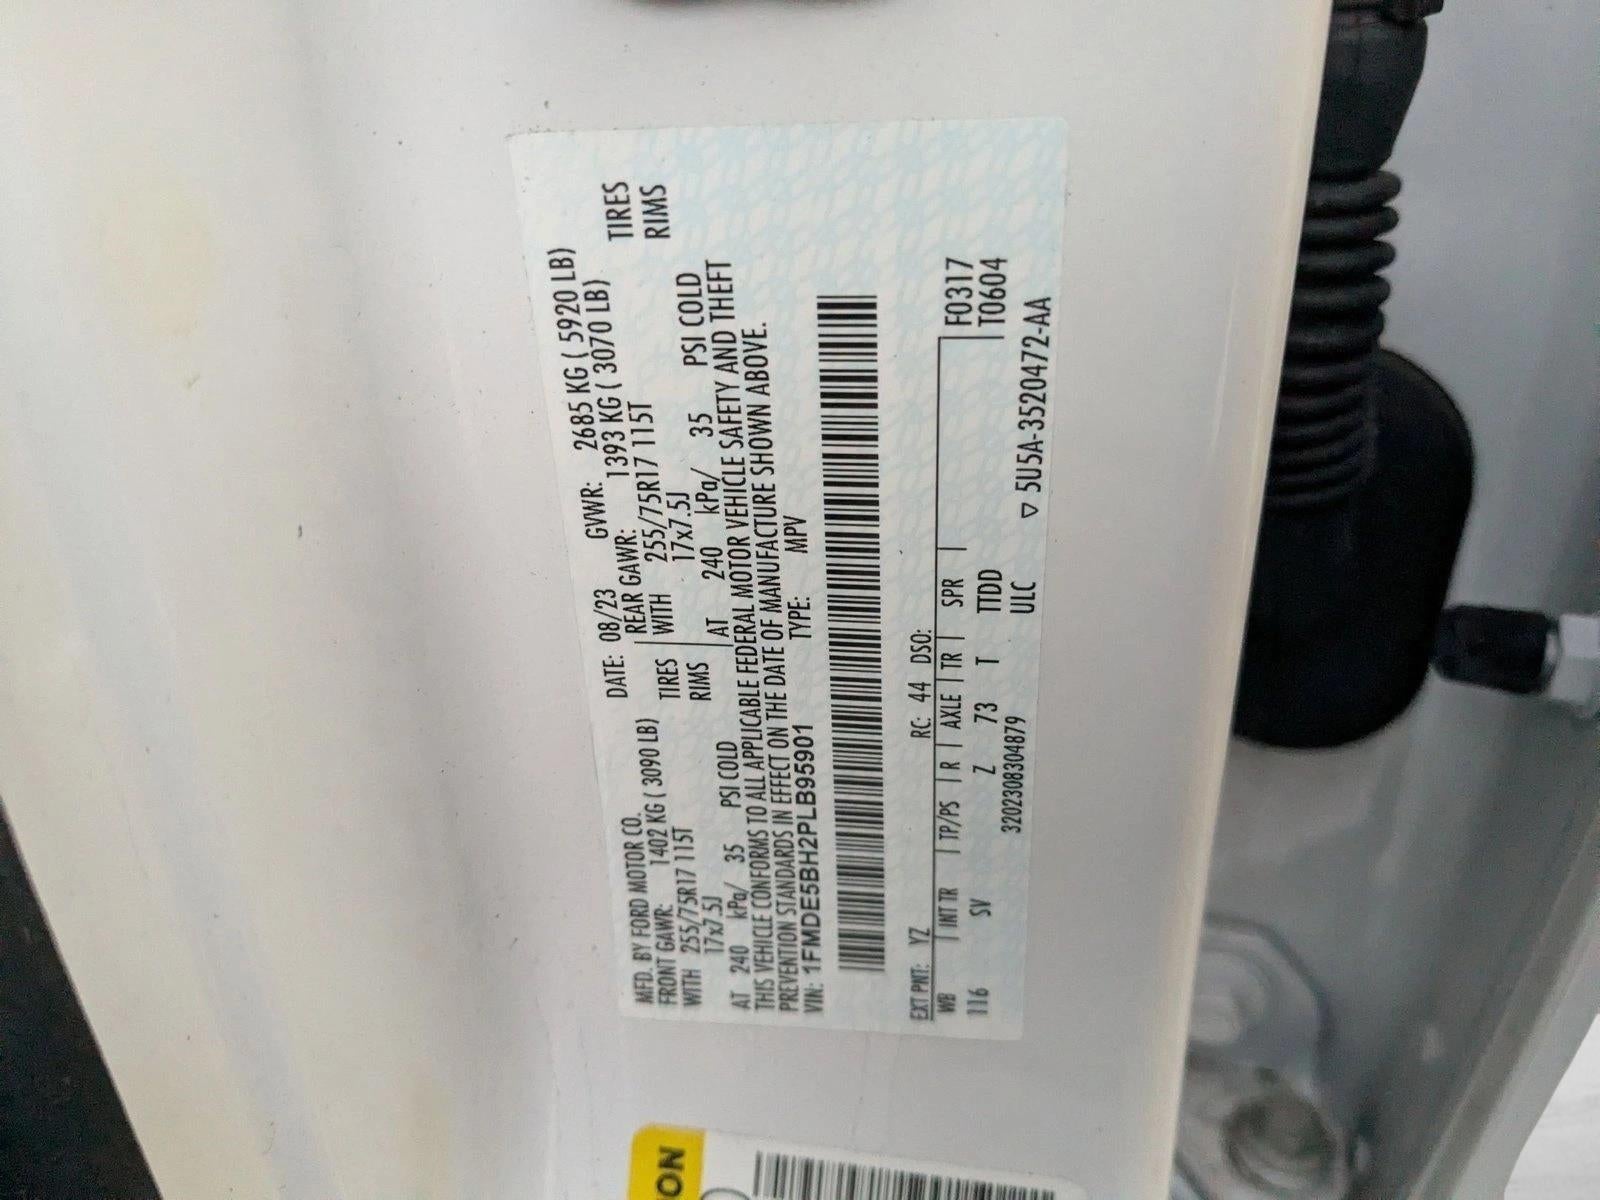 MFD. BY FORD MOTOR CO.
DATE: 08/23 GVWR: 2685 KG ( 5920 LB)
FRONT GAWR: 1402 KG ( 3090 LB)
REAR GAWR: 1393 KG ( 3070 LB)
WITH 255/75R17 115T TIRES
WITH 255/75R17 115T TIRES
17x7.5J RIMS
17x7.5J RIMS
AT 240 kPa/ 35 PSI COLD
AT 240 kPa/ 35 PSI COLD
THIS VEHICLE CONFORMS TO ALL APPLICABLE FEDERAL MOTOR VEHICLE SAFETY AND THEFT
PREVENTION STANDARDS IN EFFECT ON THE DATE OF MANUFACTURE SHOWN ABOVE.
VIN: 1FMDE5BH2PLB95901 TYPE: MPV
EXT PNT: YZ RC: 44 DSO:
F0317
WB | INT TR | TP/PS | R | AXLE | TR | SPR |
T0604
116 SV Z 73 T TTDD
3202308304879 ULC ▽ 5U5A-3520472-AA
ON